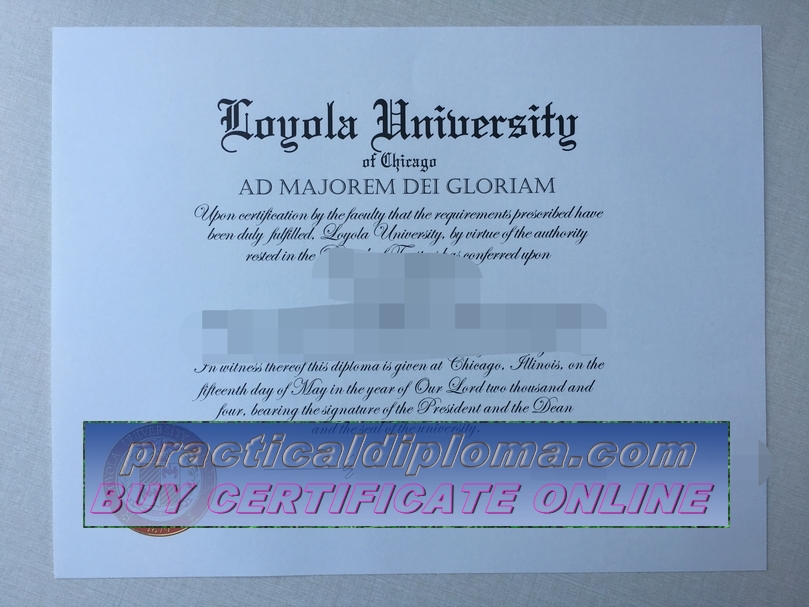 Loyola University
of Chicago
AD MAJOREM DEI GLORIAM
Upon certification by the faculty that the requirements prescribed have
been duly fulfilled, Loyola University, by virtue of the authority
rested in the has conferred upon
In witness thereof this diploma is given at Chicago, Illinois, on the
fifteenth day of May in the year of Our Lord two thousand and
four, bearing the signature of the President and the Dean
and the seal of the university.
practicaldiploma.com
BUY CERTIFICATE ONLINE